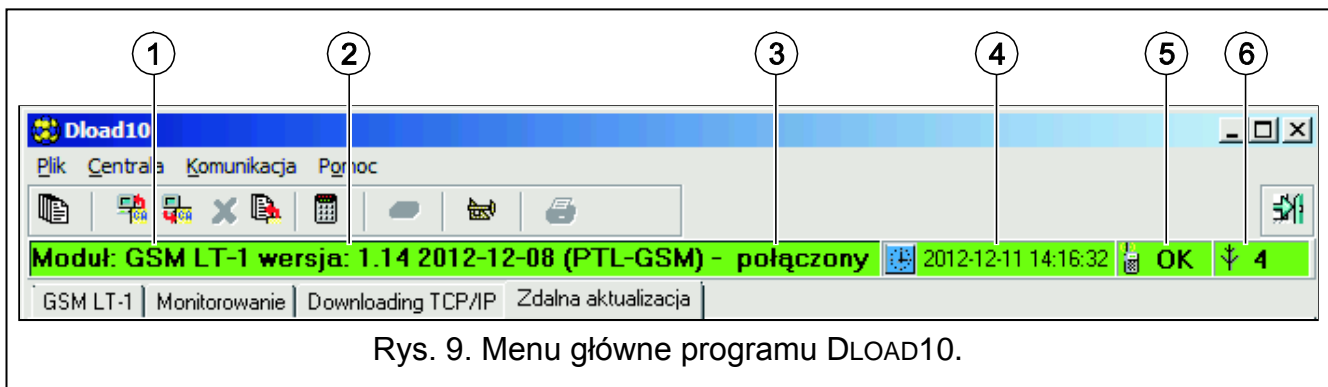 1 2 3 4 5 6
Dload10
Plik Centrala Komunikacja Pomoc
Moduł: GSM LT-1 wersja: 1.14 2012-12-08 (PTL-GSM) - połączony 2012-12-11 14:16:32 OK 4
GSM LT-1 Monitorowanie Downloading TCP/IP Zdalna aktualizacja
Rys. 9. Menu główne programu DLOAD10.